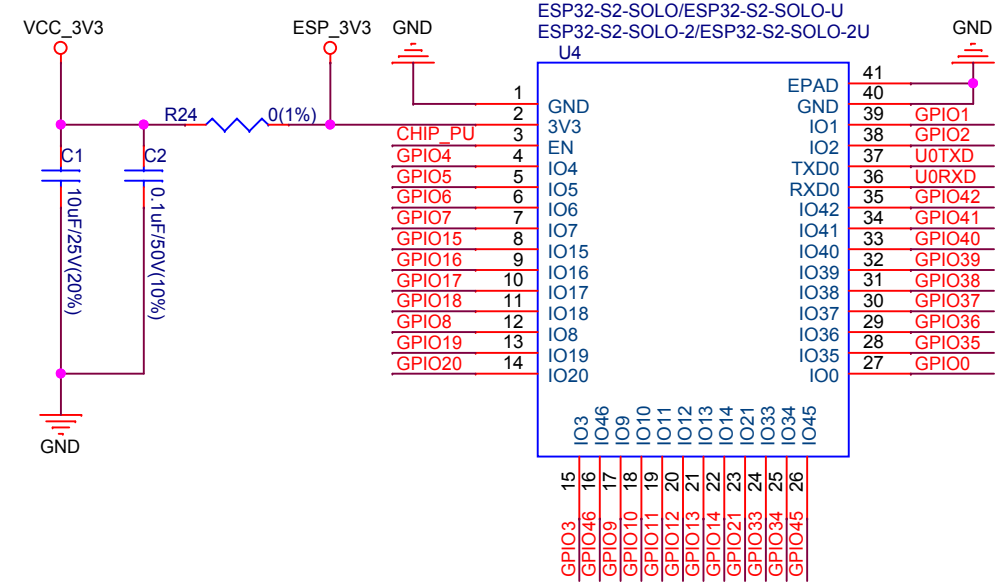 ESP32-S2-SOLO/ESP32-S2-SOLO-U
ESP32-S2-SOLO-2/ESP32-S2-SOLO-2U
U4
VCC_3V3
ESP_3V3
GND
GND
R24
0(1%)
C1
10uF/25V(20%)
C2
0.1uF/50V(10%)
GND
1 GND
2 3V3
CHIP_PU 3 EN
GPIO4 4 IO4
GPIO5 5 IO5
GPIO6 6 IO6
GPIO7 7 IO7
GPIO15 8 IO15
GPIO16 9 IO16
GPIO17 10 IO17
GPIO18 11 IO18
GPIO8 12 IO8
GPIO19 13 IO19
GPIO20 14 IO20
EPAD 41
GND 40
IO1 39 GPIO1
IO2 38 GPIO2
TXD0 37 U0TXD
RXD0 36 U0RXD
IO42 35 GPIO42
IO41 34 GPIO41
IO40 33 GPIO40
IO39 32 GPIO39
IO38 31 GPIO38
IO37 30 GPIO37
IO36 29 GPIO36
IO35 28 GPIO35
IO0 27 GPIO0
IO3 15 GPIO3
IO46 16 GPIO46
IO9 17 GPIO9
IO10 18 GPIO10
IO11 19 GPIO11
IO12 20 GPIO12
IO13 21 GPIO13
IO14 22 GPIO14
IO21 23 GPIO21
IO33 24 GPIO33
IO34 25 GPIO34
IO45 26 GPIO45